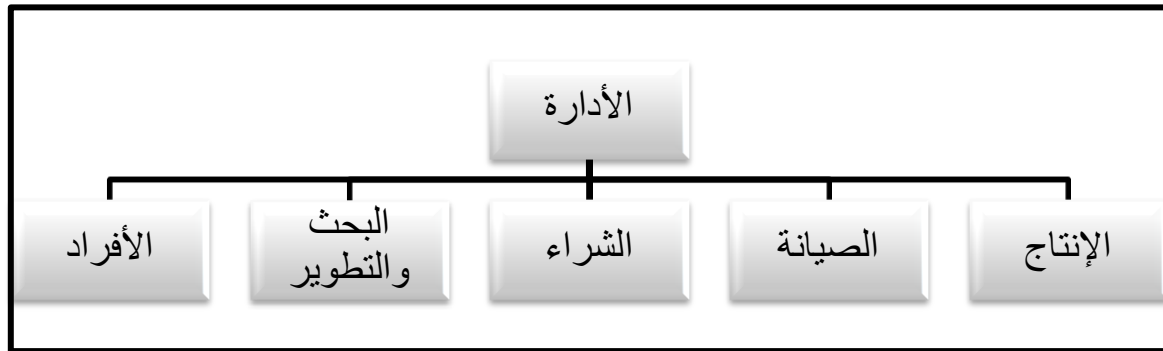 الأدارة
الإنتاج
الصيانة
الشراء
البحث
والتطوير
الأفراد